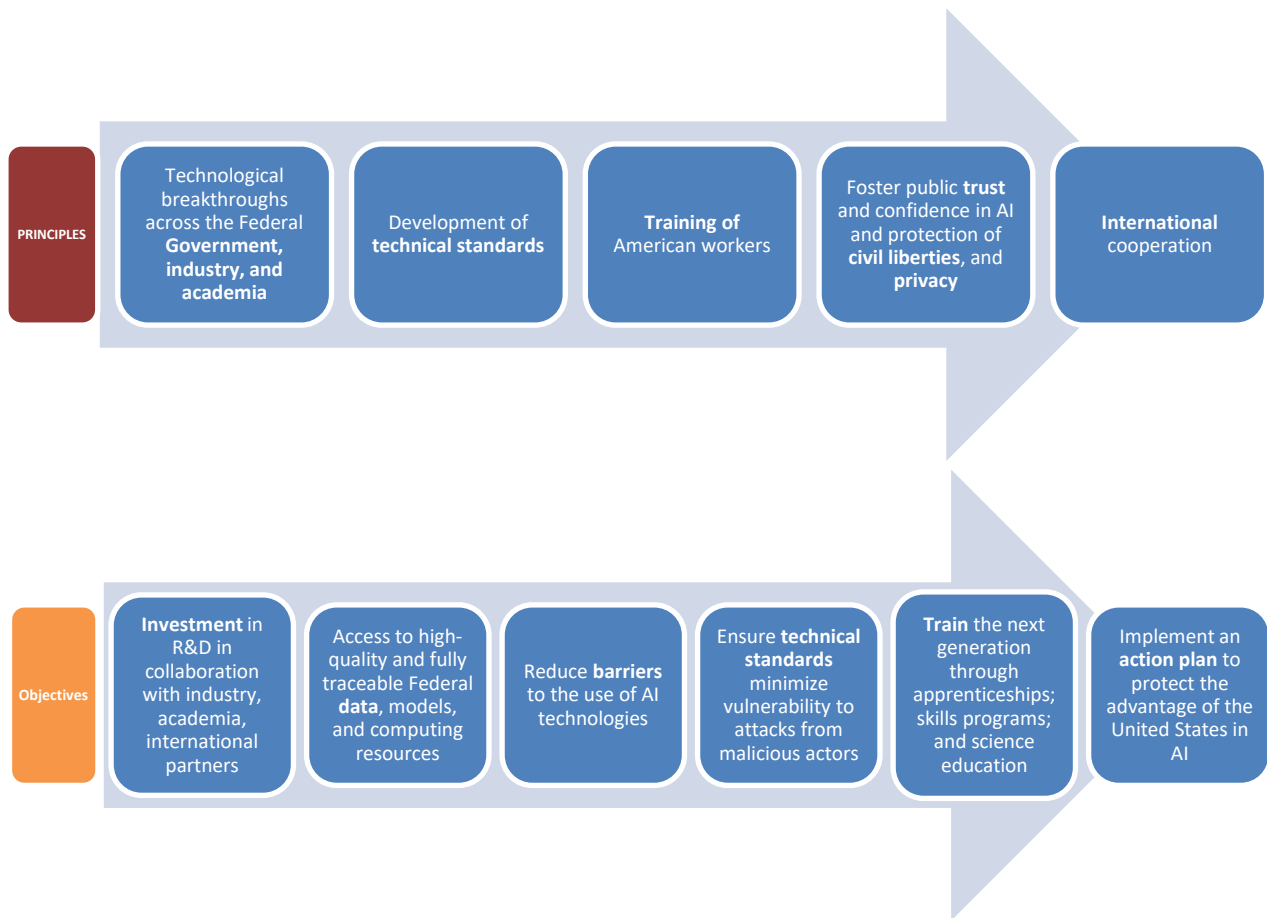 PRINCIPLES
Technological
breakthroughs
across the Federal
Government,
industry, and
academia
Development of
technical standards
Training of
American workers
Foster public trust
and confidence in AI
and protection of
civil liberties, and
privacy
International
cooperation
Objectives
Investment in
R&D in
collaboration
with industry,
academia,
international
partners
Access to high-
quality and fully
traceable Federal
data, models,
and computing
resources
Reduce barriers
to the use of AI
technologies
Ensure technical
standards
minimize
vulnerability to
attacks from
malicious actors
Train the next
generation
through
apprenticeships;
skills programs;
and science
education
Implement an
action plan to
protect the
advantage of the
United States in
AI